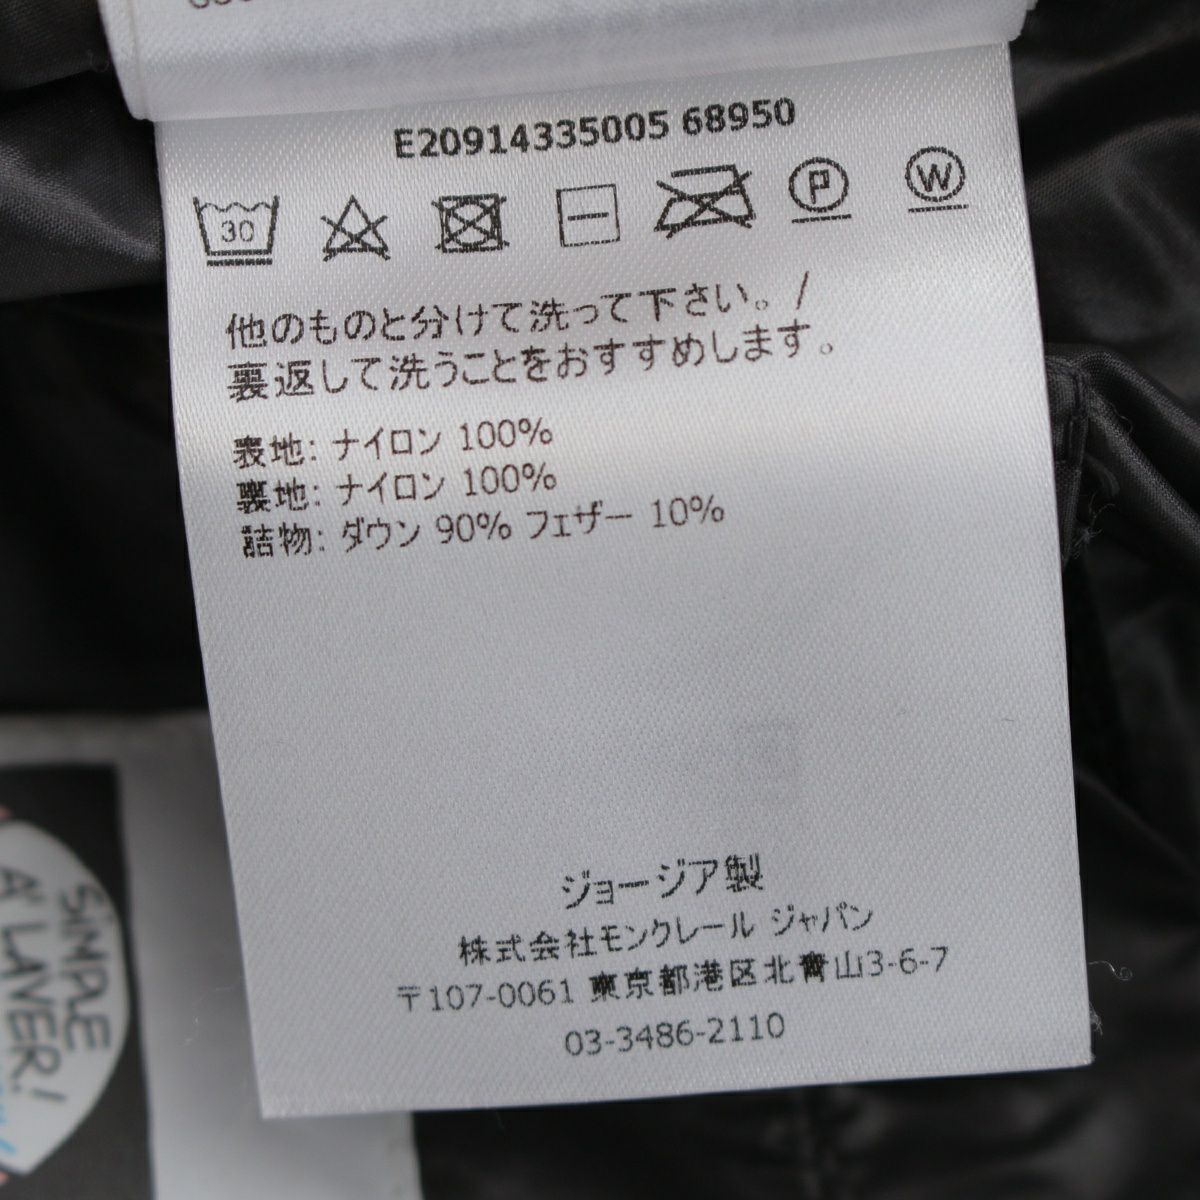 E20914335005 68950
30 P W
他のものと分けて洗って下さい。/
裏返して洗うことをおすすめします。
表地: ナイロン 100%
裏地: ナイロン 100%
詰物: ダウン 90% フェザー 10%
ジョージア製
株式会社モンクレール ジャパン
〒107-0061 東京都港区北青山3-6-7
03-3486-2110
SiMPLE
A LAVER!